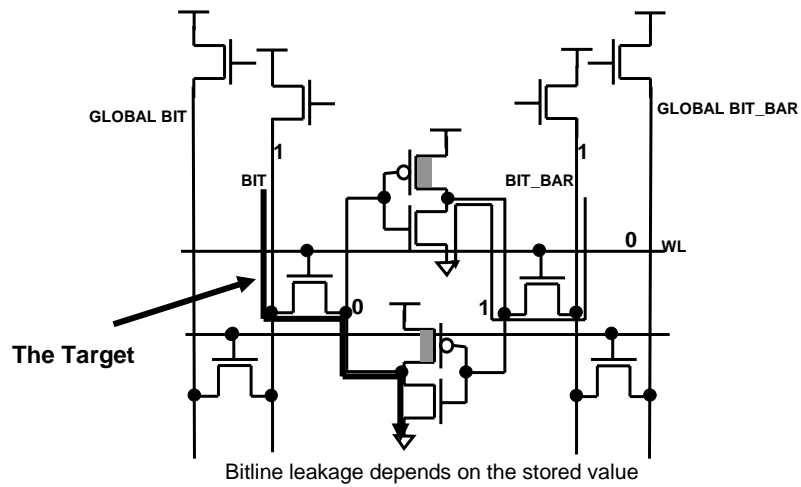 GLOBAL BIT
GLOBAL BIT_BAR
1
1
BIT
BIT_BAR
0
WL
0
1
The Target
Bitline leakage depends on the stored value